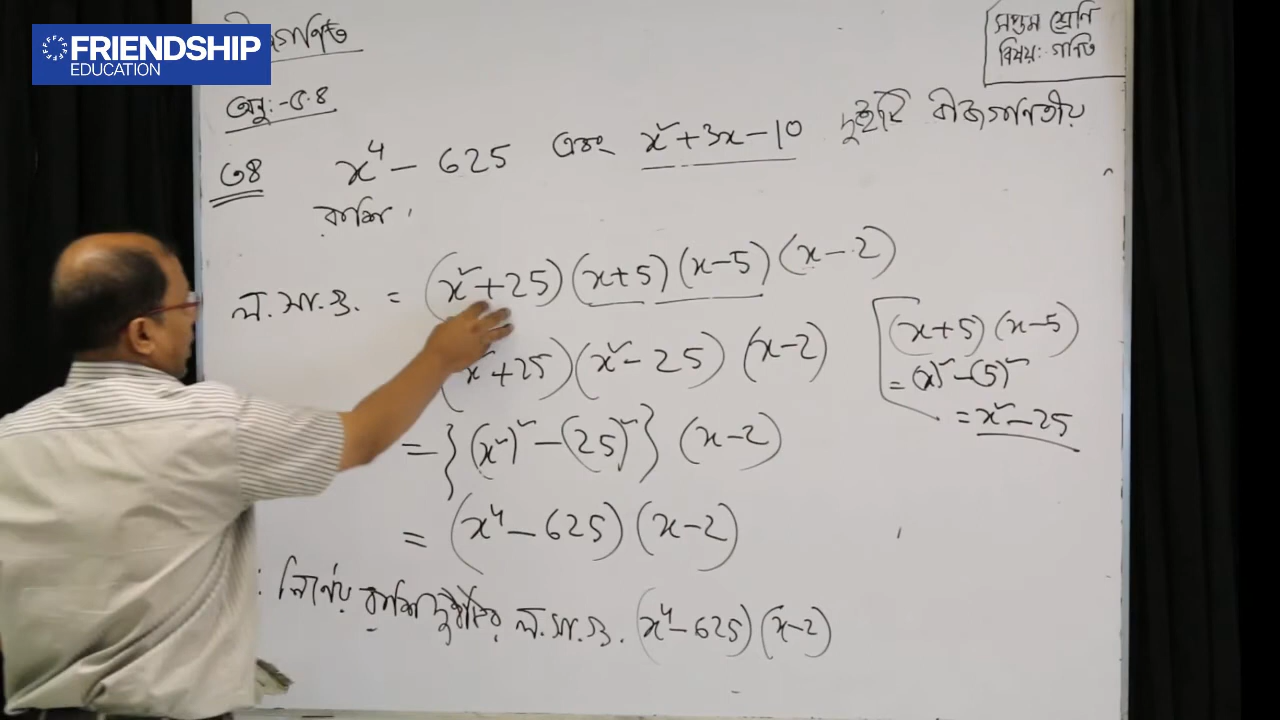 FRIENDSHIP
EDUCATION
বীজগণিত
সপ্তম শ্রেণি
বিষয়: গণিত
অনু:-৫.৪
৩৪ x⁴ – 625 এবং x² + 3x – 10 দুইটি বীজগণিতীয়
রাশি।
ল.সা.গু. = (x² + 25) (x + 5) (x – 5) (x – 2)
(x² + 25) (x² – 25) (x – 2)
= {(x²)² – (25)²} (x – 2)
= (x⁴ – 625) (x – 2)
: নির্ণেয় রাশি দুইটির ল.সা.গু. (x⁴ – 625) (x – 2)
(x + 5) (x – 5)
= (x)² – (5)²
= x² – 25